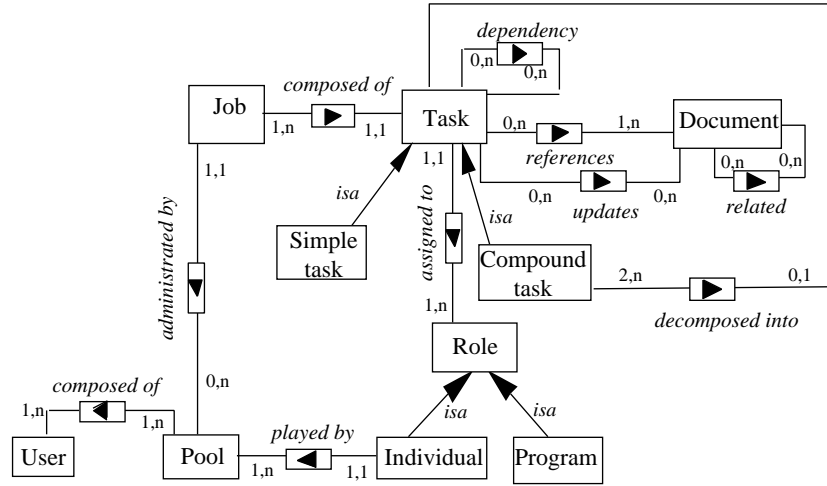 dependency
0,n
0,n
composed of
Job
1,n
1,1
Task
0,n
1,n
Document
references
0,n
0,n
1,1
1,1
0,n
0,n
updates
related
isa
isa
assigned to
Simple
task
Compound
task
2,n
0,1
decomposed into
administrated by
1,n
Role
0,n
composed of
1,n
1,n
isa
isa
played by
User
Pool
1,n
1,1
Individual
Program